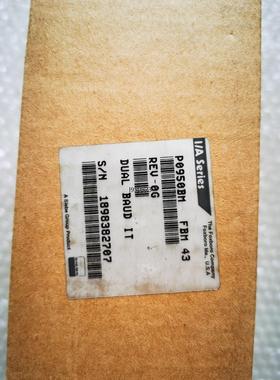 I/A Series
The Foxboro Company
Foxboro Ma., U.S.A
P0950BM FBM 43
REV-0G
DUAL BAUD IT
S/N 1898382707
A Siebe Group Product